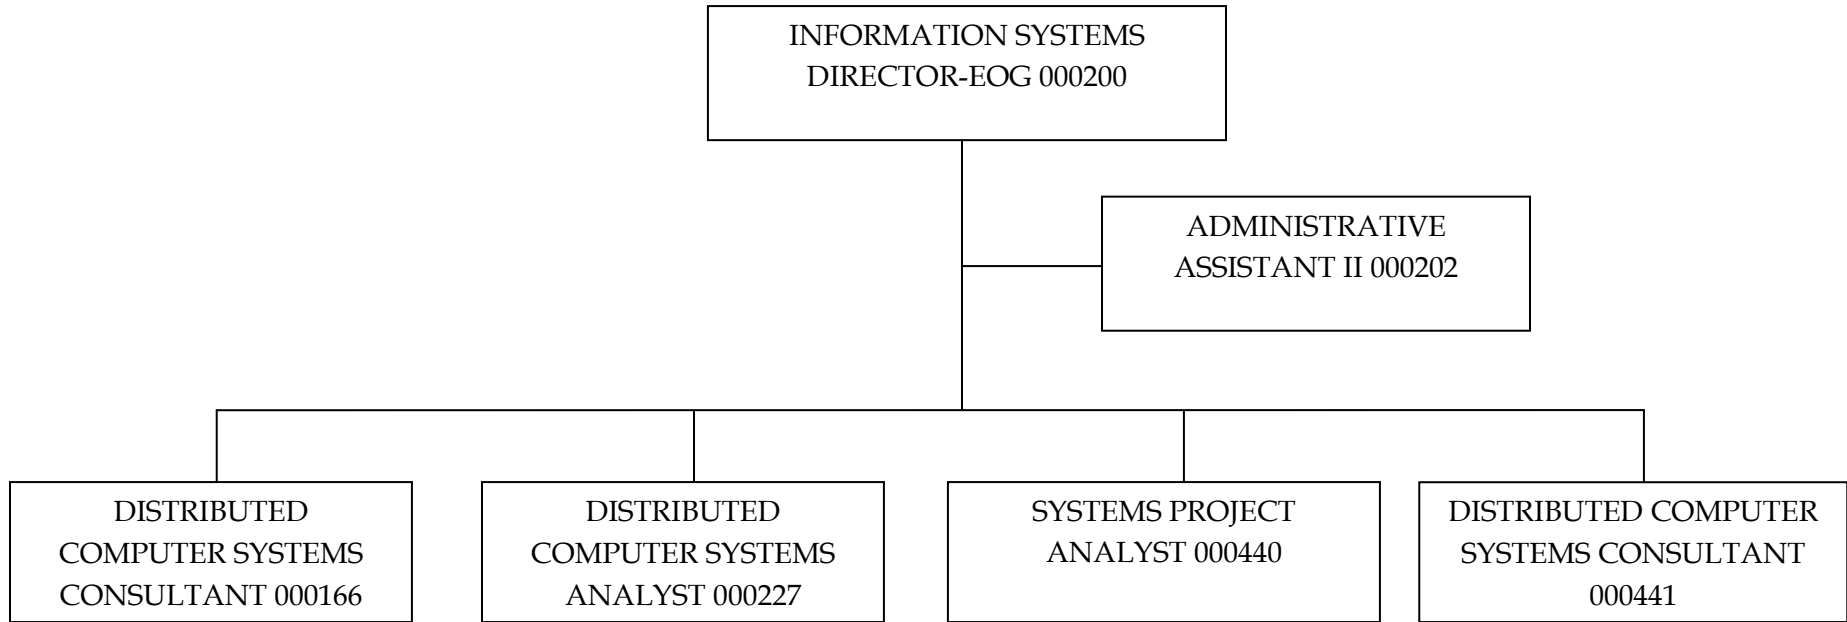 INFORMATION SYSTEMS
DIRECTOR-EOG 000200
ADMINISTRATIVE
ASSISTANT II 000202
DISTRIBUTED
COMPUTER SYSTEMS
CONSULTANT 000166
DISTRIBUTED
COMPUTER SYSTEMS
ANALYST 000227
SYSTEMS PROJECT
ANALYST 000440
DISTRIBUTED COMPUTER
SYSTEMS CONSULTANT
000441